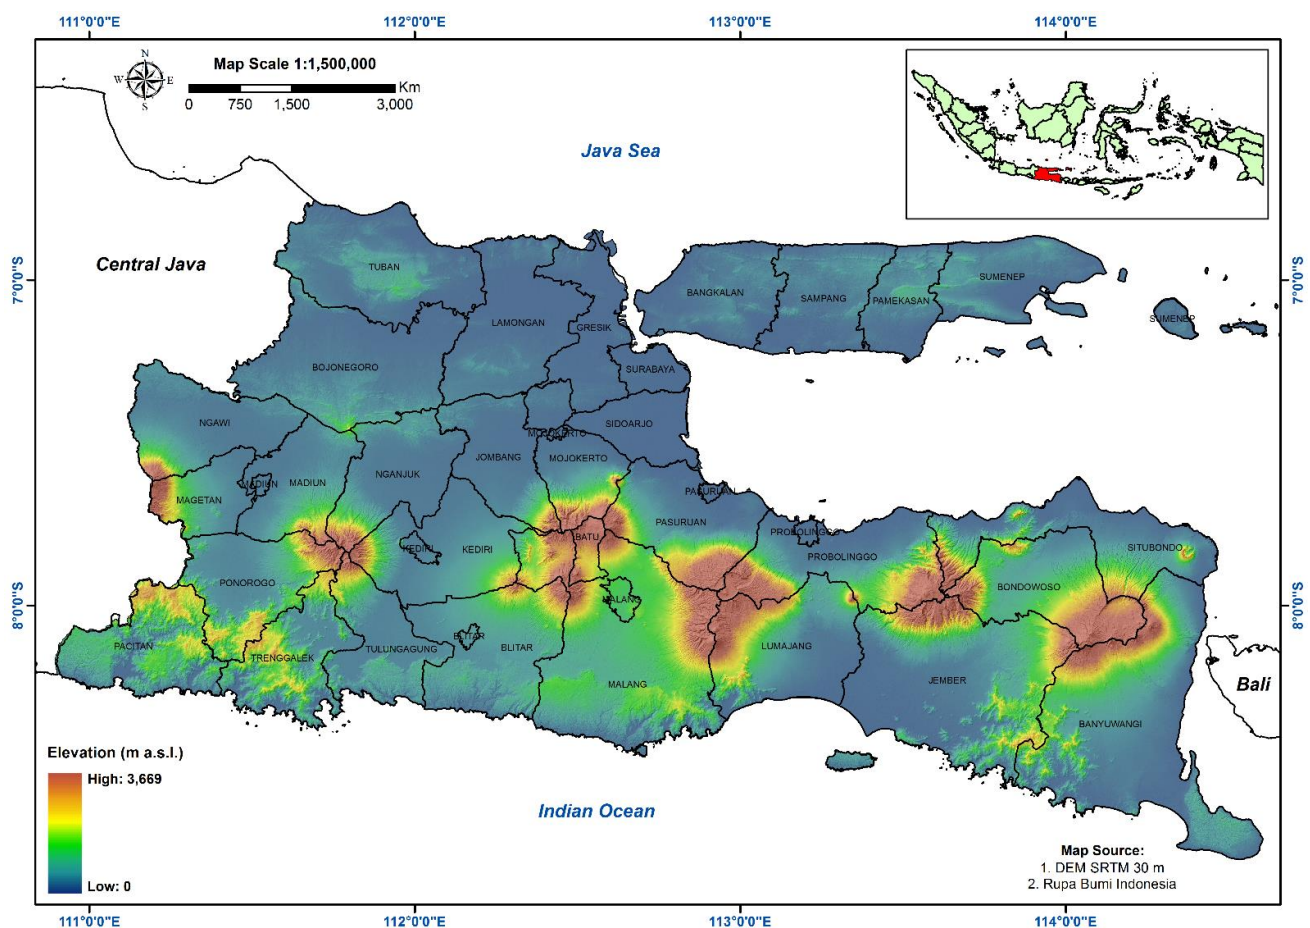 111°0'0"E 112°0'0"E 113°0'0"E 114°0'0"E
N
W E
S
Map Scale 1:1,500,000
Km
0 750 1,500 3,000
Java Sea
Central Java
7°0'0"S
7°0'0"S
TUBAN
BANGKALAN
SAMPANG
PAMEKASAN
SUMENEP
SUMENEP
LAMONGAN
GRESIK
BOJONEGORO
SURABAYA
NGAWI
SIDOARJO
MOJOKERTO
JOMBANG
MOJOKERTO
NGANJUK
MADIUN
MADIUN
MAGETAN
PASURUAN
PASURUAN
PROBOLINGGO
PROBOLINGGO
BATU
KEDIRI
KEDIRI
SITUBONDO
BONDOWOSO
PONOROGO
MALANG
8°0'0"S
8°0'0"S
PACITAN
TRENGGALEK
TULUNGAGUNG
BLITAR
BLITAR
LUMAJANG
MALANG
JEMBER
BANYUWANGI
Bali
Elevation (m a.s.l.)
High: 3,669
Low: 0
Indian Ocean
Map Source:
1. DEM SRTM 30 m
2. Rupa Bumi Indonesia
111°0'0"E 112°0'0"E 113°0'0"E 114°0'0"E